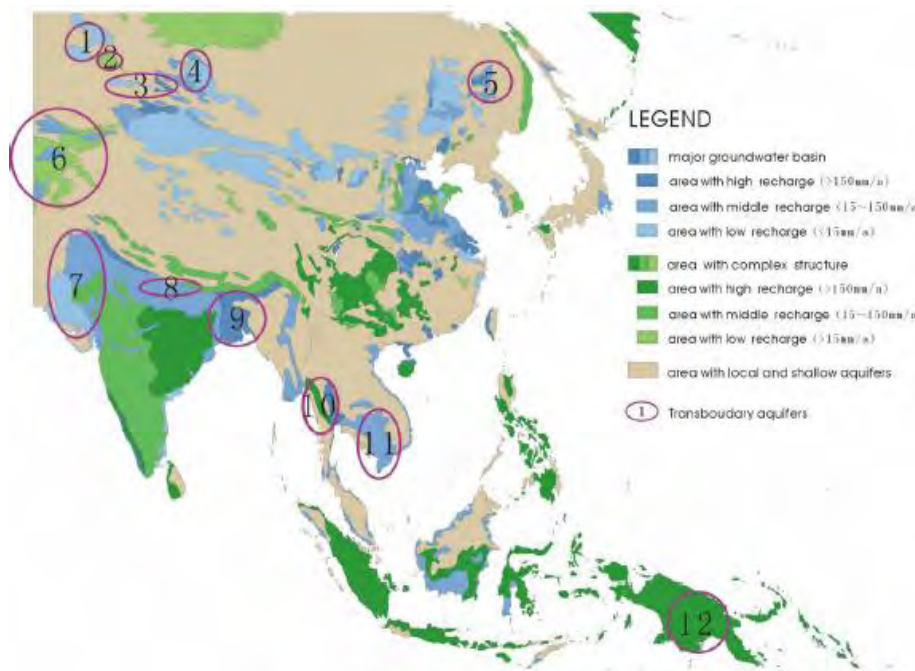 1
2
3
4
5
6
7
8
9
10
11
12
LEGEND
major groundwater basin
area with high recharge (>150mm/a)
area with middle recharge (15~150mm/a
area with low recharge (<15mm/a)
area with complex structure
area with high recharge (>150mm/a)
area with middle recharge (15~150mm/a
area with low recharge (>15mm/a)
area with local and shallow aquifers
1 Transboudary aquifers